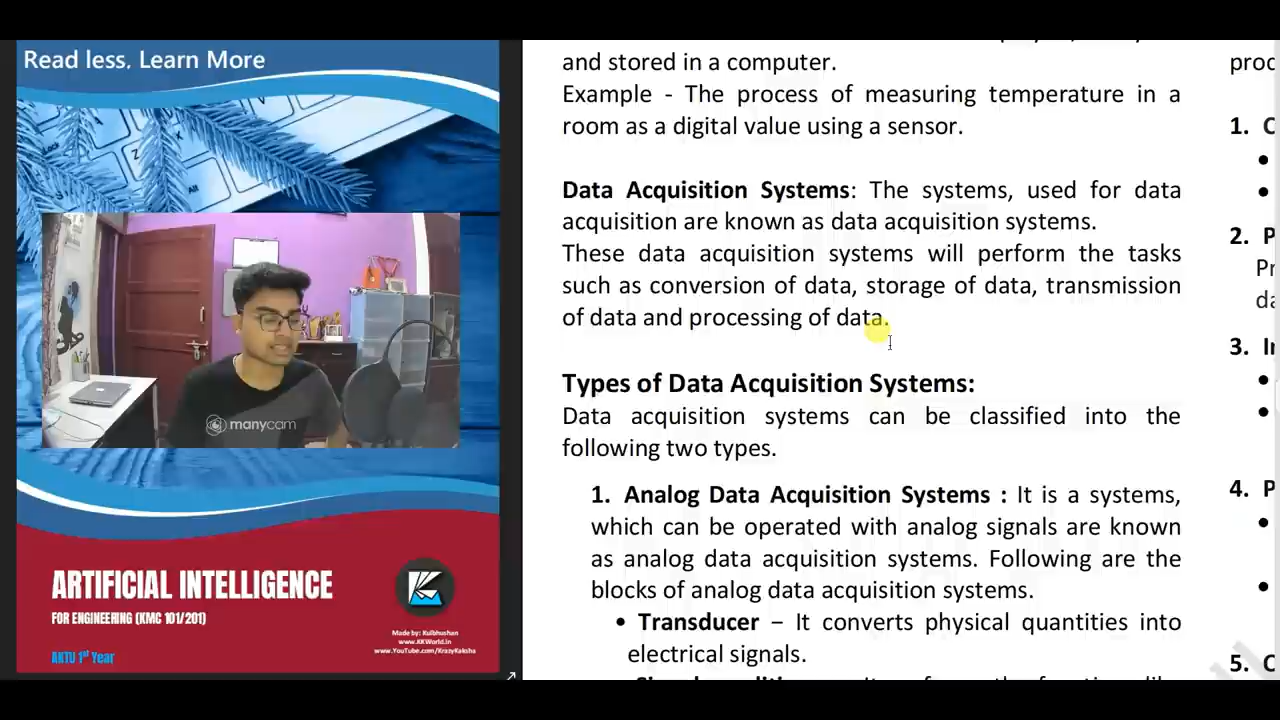 Read less. Learn More
manycam
ARTIFICIAL INTELLIGENCE
FOR ENGINEERING (KMC 101/201)
AKTU 1st Year
Made by: Kulbhushan
www.KKWorld.in
www.YouTube.com/KrazyKaksha
and stored in a computer.
Example - The process of measuring temperature in a
room as a digital value using a sensor.
Data Acquisition Systems: The systems, used for data
acquisition are known as data acquisition systems.
These data acquisition systems will perform the tasks
such as conversion of data, storage of data, transmission
of data and processing of data.
Types of Data Acquisition Systems:
Data acquisition systems can be classified into the
following two types.
1. Analog Data Acquisition Systems : It is a systems,
which can be operated with analog signals are known
as analog data acquisition systems. Following are the
blocks of analog data acquisition systems.
• Transducer – It converts physical quantities into
electrical signals.
1.
2.
3.
4.
5.